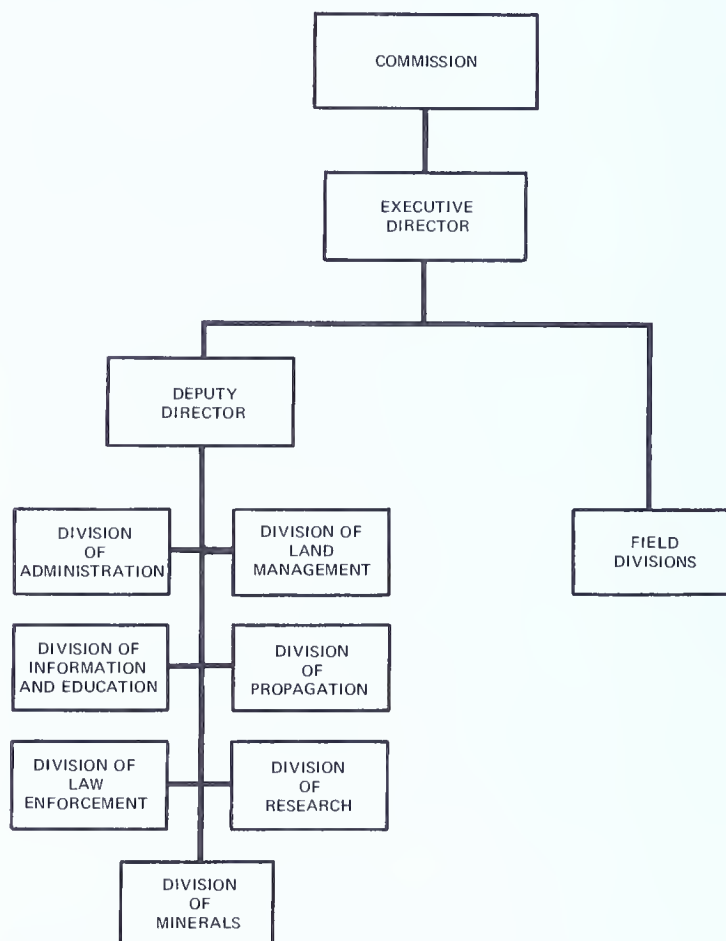 COMMISSION
EXECUTIVE
DIRECTOR
DEPUTY
DIRECTOR
DIVISION
OF
ADMINISTRATION
DIVISION OF
LAND
MANAGEMENT
FIELD
DIVISIONS
DIVISION OF
INFORMATION
AND EDUCATION
DIVISION
OF
PROPAGATION
DIVISION OF
LAW
ENFORCEMENT
DIVISION
OF
RESEARCH
DIVISION
OF
MINERALS